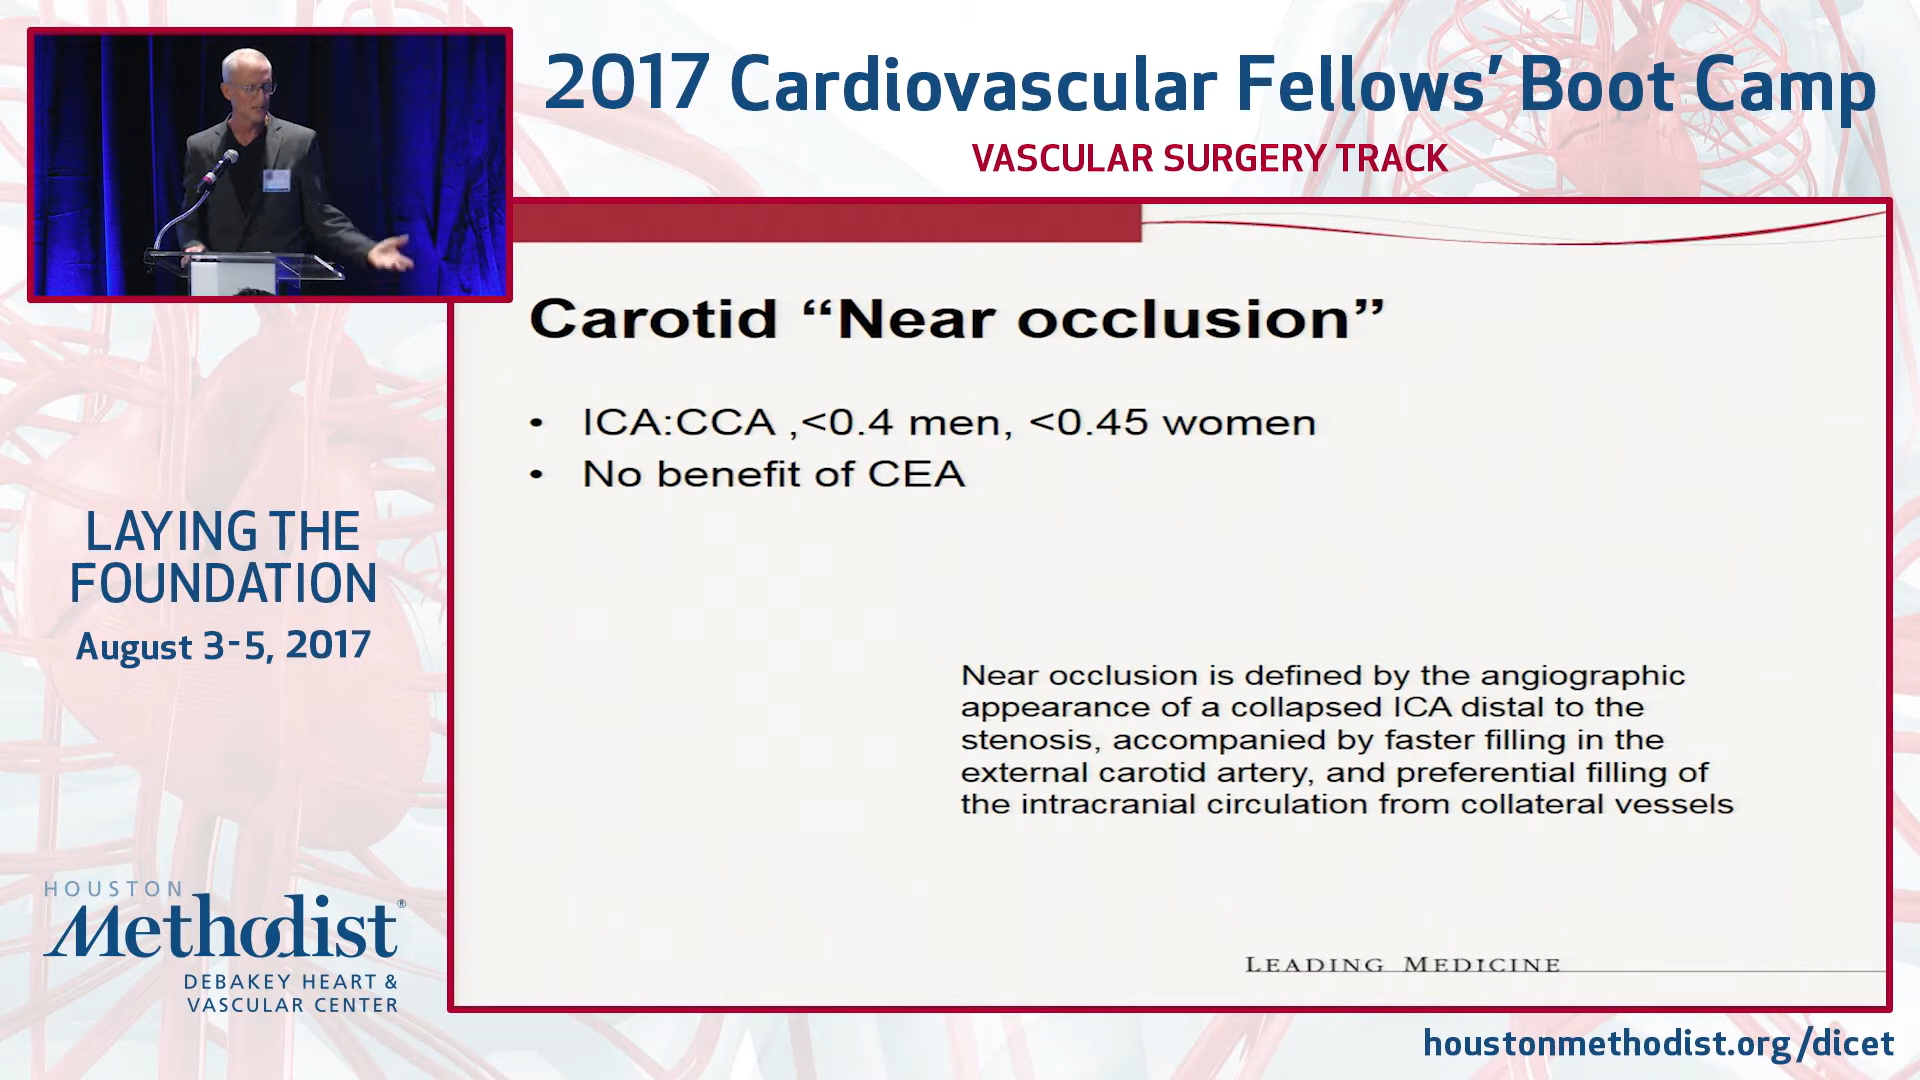 2017 Cardiovascular Fellows’ Boot Camp
VASCULAR SURGERY TRACK
Carotid “Near occlusion”
• ICA:CCA ,<0.4 men, <0.45 women
• No benefit of CEA
Near occlusion is defined by the angiographic
appearance of a collapsed ICA distal to the
stenosis, accompanied by faster filling in the
external carotid artery, and preferential filling of
the intracranial circulation from collateral vessels
LEADING MEDICINE
LAYING THE
FOUNDATION
August 3-5, 2017
HOUSTON
Methodist®
DEBAKEY HEART &
VASCULAR CENTER
houstonmethodist.org/dicet